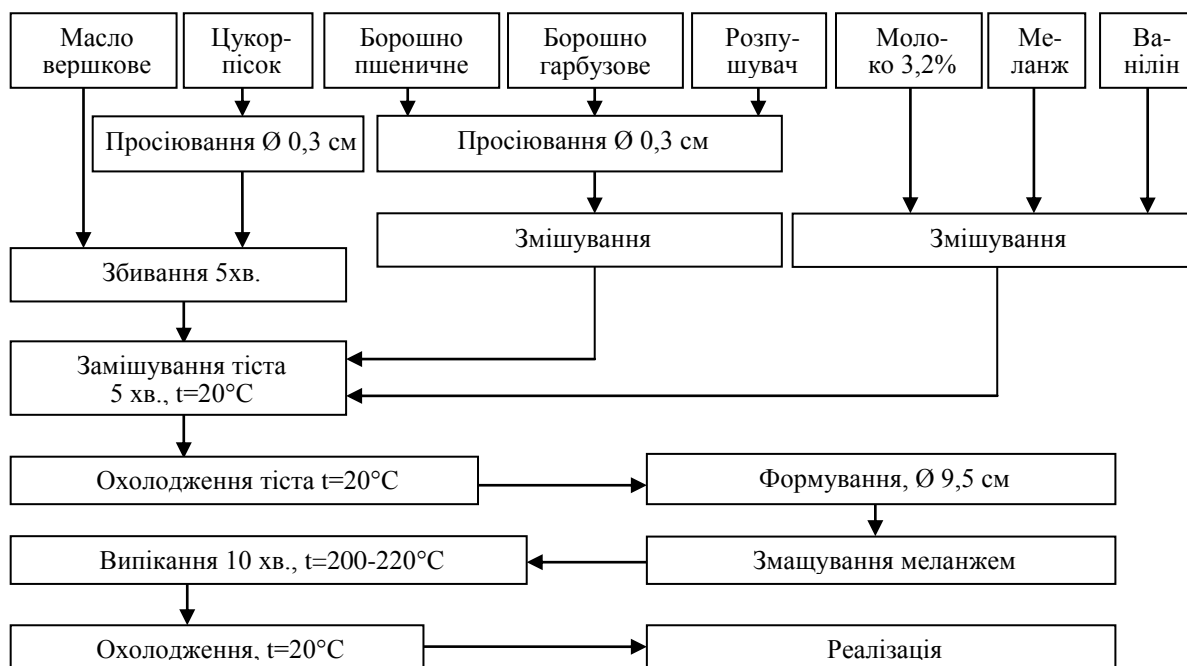 Масло
вершкове
Цукор-
пісок
Борошно
пшеничне
Борошно
гарбузове
Розпу-
шувач
Моло-
ко 3,2%
Ме-
ланж
Ва-
нілін
Просіювання Ø 0,3 см
Просіювання Ø 0,3 см
Змішування
Змішування
Збивання 5хв.
Замішування тіста
5 хв., t=20°C
Охолодження тіста t=20°C
Формування, Ø 9,5 см
Випікання 10 хв., t=200-220°C
Змащування меланжем
Охолодження, t=20°C
Реалізація